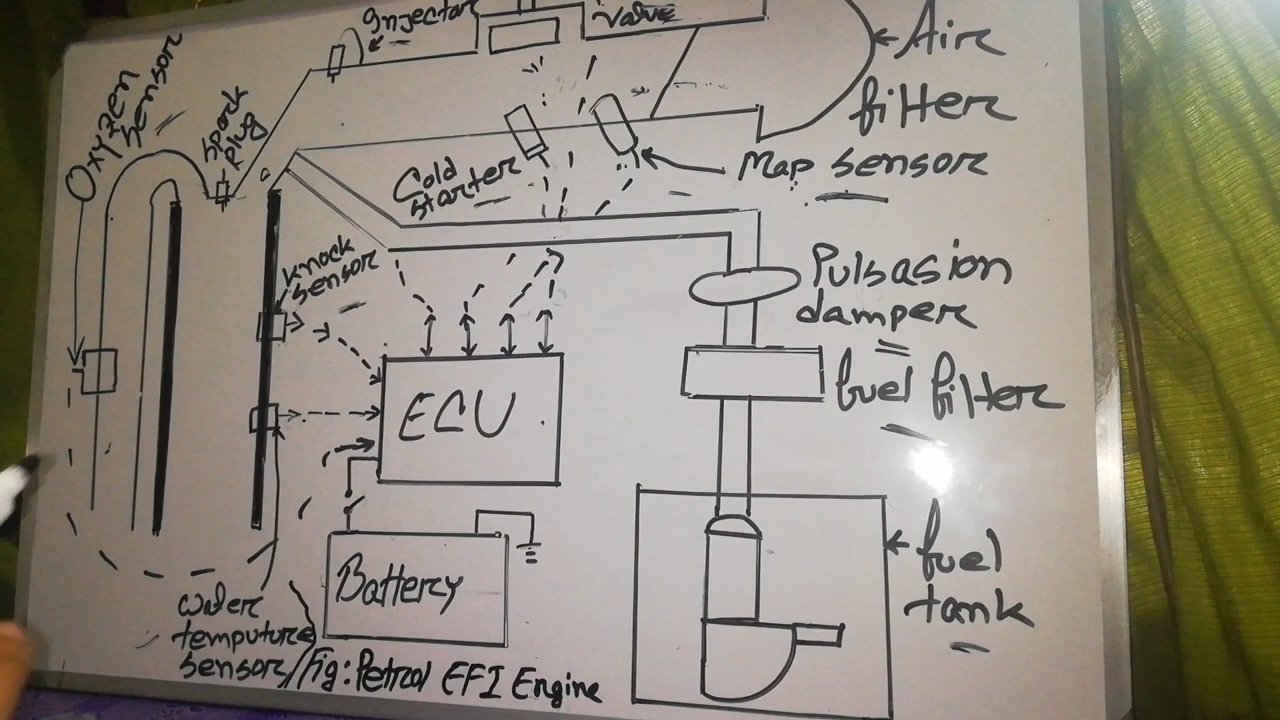 Injector
Valve
Air
filter
Oxyzen
sensor
Spark
plug
Cold
starter
Map sensor
Knock
sensor
Pulsasion
damper
fuel filter
ECU
Battery
fuel
tank
water
temputure
sensor
Fig: Petrol EFI Engine